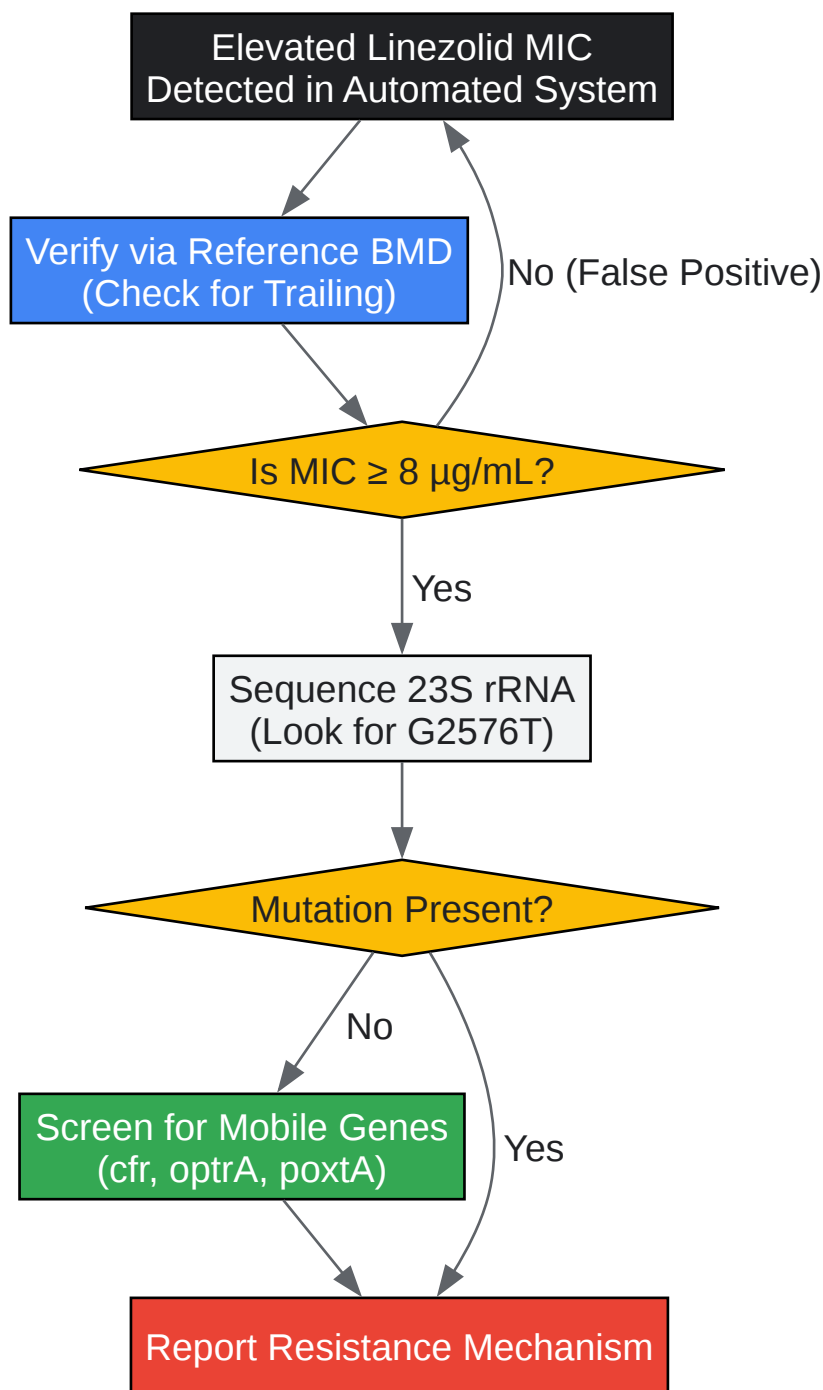 Elevated Linezolid MIC
Detected in Automated System
Verify via Reference BMD
(Check for Trailing)
No (False Positive)
Is MIC ≥ 8 µg/mL?
Yes
Sequence 23S rRNA
(Look for G2576T)
Mutation Present?
No
Screen for Mobile Genes
(cfr, optrA, poxtA)
Yes
Report Resistance Mechanism